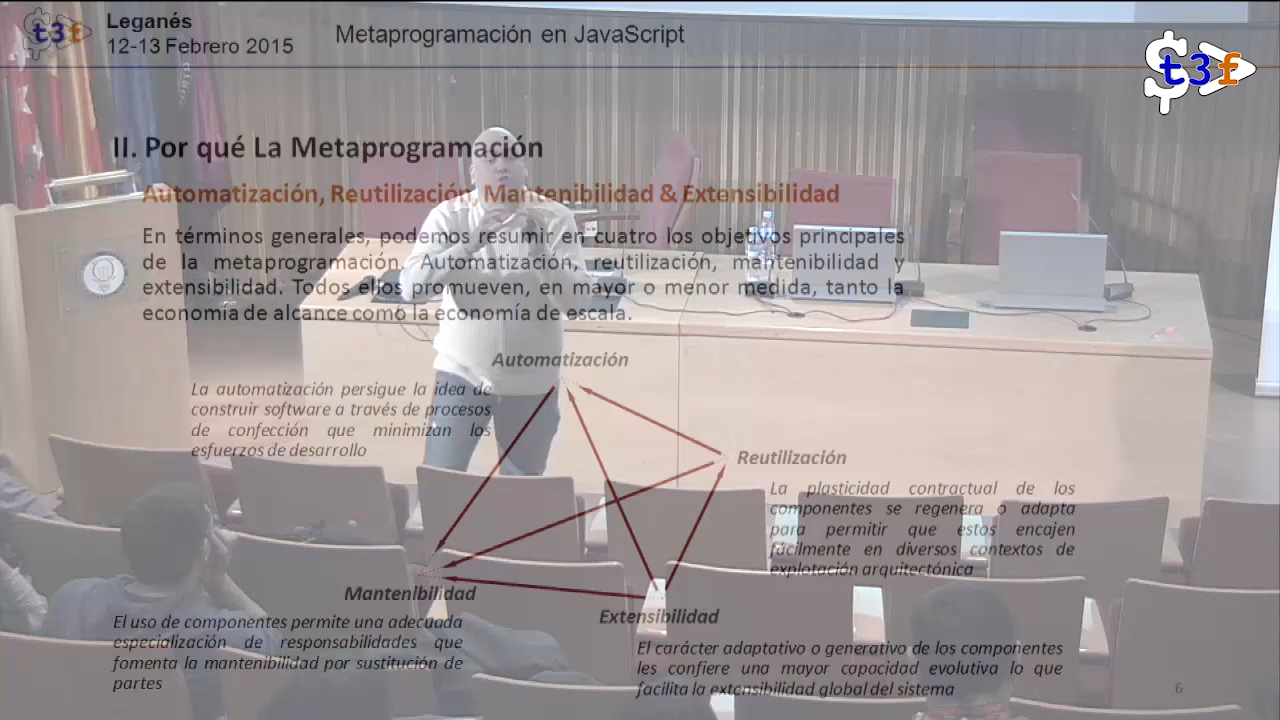 t3f
Leganés
12-13 Febrero 2015
Metaprogramación en JavaScript
t3f
II. Por qué La Metaprogramación
Automatización, Reutilización, Mantenibilidad & Extensibilidad
En términos generales, podemos resumir en cuatro los objetivos principales
de la metaprogramación. Automatización, reutilización, mantenibilidad y
extensibilidad. Todos ellos promueven, en mayor o menor medida, tanto la
economía de alcance como la economía de escala.
Automatización
La automatización persigue la idea de
construir software a través de procesos
de confección que minimizan los
esfuerzos de desarrollo
Reutilización
La plasticidad contractual de los
componentes se regenera o adapta
para permitir que estos encajen
fácilmente en diversos contextos de
explotación arquitectónica
Mantenibilidad
El uso de componentes permite una adecuada
especialización de responsabilidades que
fomenta la mantenibilidad por sustitución de
partes
Extensibilidad
El carácter adaptativo o generativo de los componentes
les confiere una mayor capacidad evolutiva lo que
facilita la extensibilidad global del sistema
6